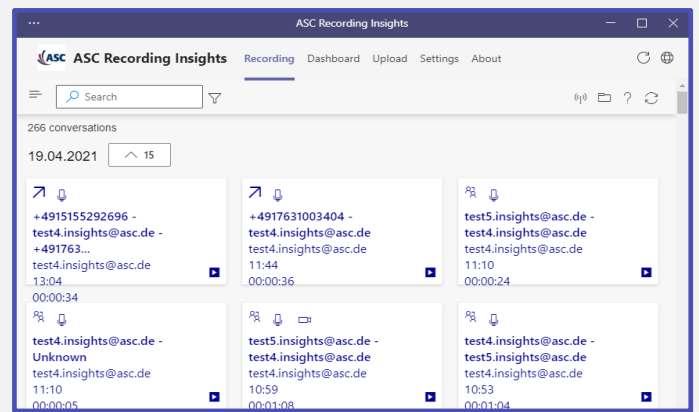 ASC Recording Insights
ASC ASC Recording Insights Recording Dashboard Upload Settings About
Search
266 conversations
19.04.2021 15
+4915155292696 -
test4.insights@asc.de -
+491763...
test4.insights@asc.de
13:04
00:00:34
+4917631003404 -
test4.insights@asc.de
test4.insights@asc.de
11:44
00:00:36
test5.insights@asc.de -
test4.insights@asc.de
test4.insights@asc.de
11:10
00:00:24
test4.insights@asc.de -
Unknown
test4.insights@asc.de
11:10
00:00:05
test5.insights@asc.de -
test4.insights@asc.de
test4.insights@asc.de
10:59
00:01:08
test4.insights@asc.de -
test5.insights@asc.de
test4.insights@asc.de
10:53
00:01:04